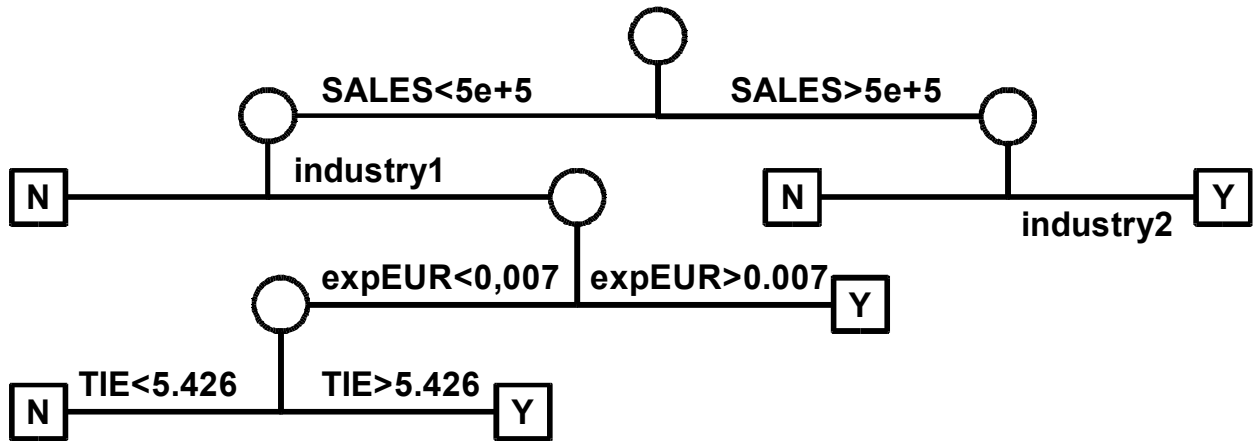 SALES<5e+5 SALES>5e+5
N industry1 N industry2 Y
expEUR<0,007 expEUR>0.007 Y
N TIE<5.426 TIE>5.426 Y